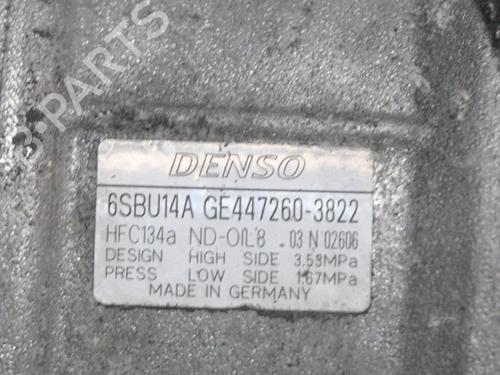 B-PARTS
DENSO
6SBU14A GE447260-3822
HFC134a ND-OIL8 03 N 02606
DESIGN HIGH SIDE 3.53MPa
PRESS LOW SIDE 1.67MPa
MADE IN GERMANY